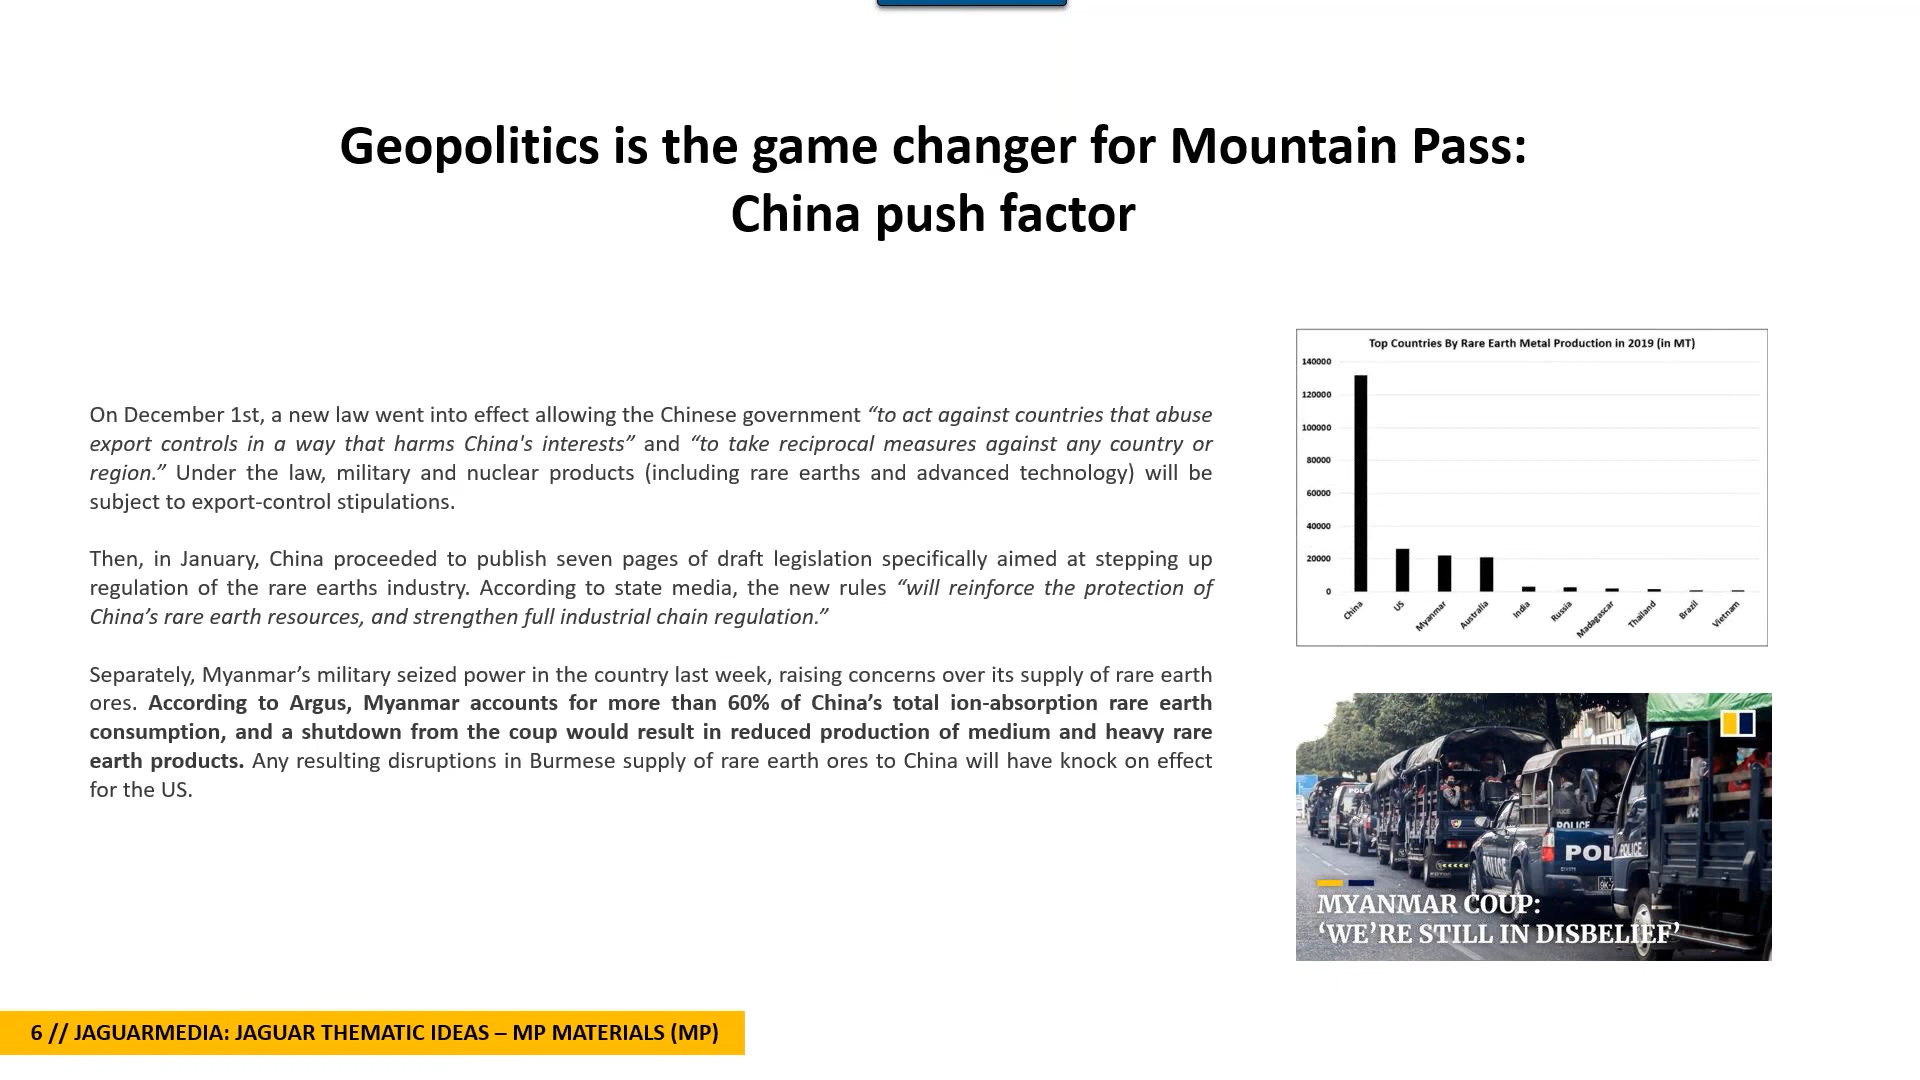 Geopolitics is the game changer for Mountain Pass:
China push factor
On December 1st, a new law went into effect allowing the Chinese government “to act against countries that abuse
export controls in a way that harms China's interests” and “to take reciprocal measures against any country or
region.” Under the law, military and nuclear products (including rare earths and advanced technology) will be
subject to export-control stipulations.
Then, in January, China proceeded to publish seven pages of draft legislation specifically aimed at stepping up
regulation of the rare earths industry. According to state media, the new rules “will reinforce the protection of
China’s rare earth resources, and strengthen full industrial chain regulation.”
Separately, Myanmar’s military seized power in the country last week, raising concerns over its supply of rare earth
ores. According to Argus, Myanmar accounts for more than 60% of China’s total ion-absorption rare earth
consumption, and a shutdown from the coup would result in reduced production of medium and heavy rare
earth products. Any resulting disruptions in Burmese supply of rare earth ores to China will have knock on effect
for the US.
Top Countries By Rare Earth Metal Production in 2019 (in MT)
140000
120000
100000
80000
60000
40000
20000
0
China
US
Myanmar
Australia
India
Russia
Madagascar
Thailand
Brazil
Vietnam
POLICE
POL
POLICE
POLICE
MYANMAR COUP:
‘WE’RE STILL IN DISBELIEF’
6 // JAGUARMEDIA: JAGUAR THEMATIC IDEAS – MP MATERIALS (MP)